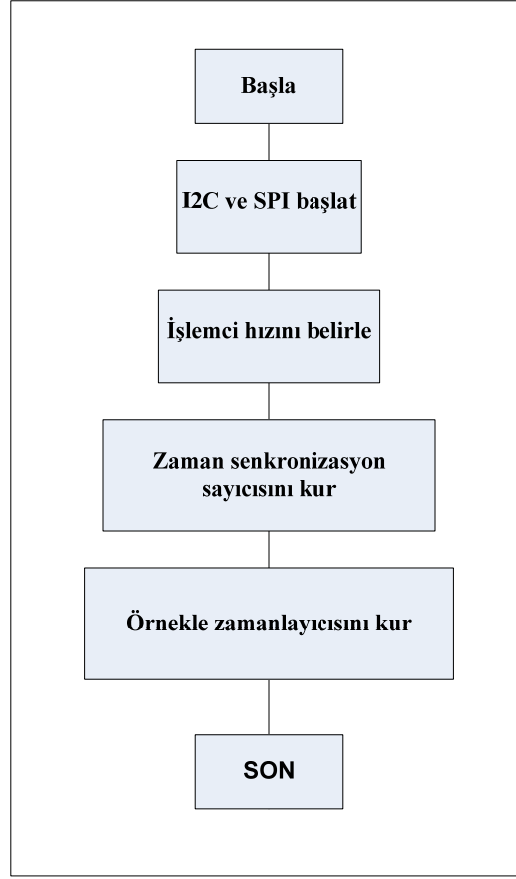 Başla
I2C ve SPI başlat
İşlemci hızını belirle
Zaman senkronizasyon
sayıcısını kur
Örnekle zamanlayıcısını kur
SON